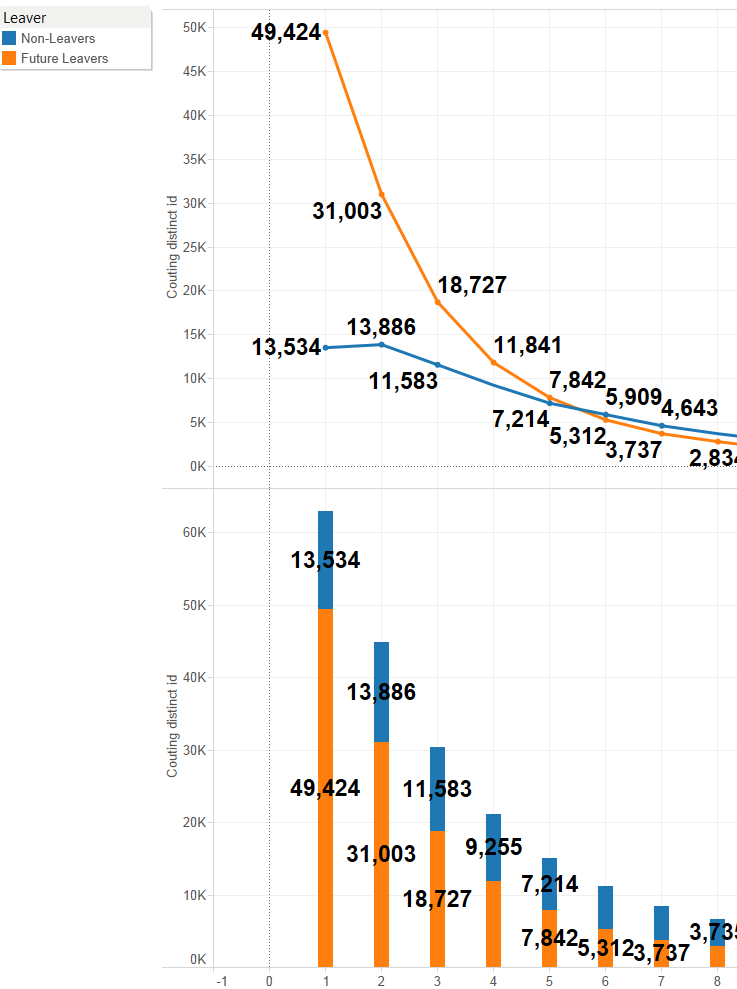 Leaver
Non-Leavers
Future Leavers
50K
45K
40K
35K
30K
25K
20K
15K
10K
5K
0K
Couting distinct id
49,424
31,003
18,727
13,886
13,534
11,841
11,583
7,842
5,909
4,643
7,214
5,312
3,737
2,834
60K
50K
40K
30K
20K
10K
0K
Couting distinct id
13,534
13,886
49,424
11,583
9,255
31,003
7,214
18,727
3,735
7,842
5,312
3,737
-1
0
1
2
3
4
5
6
7
8